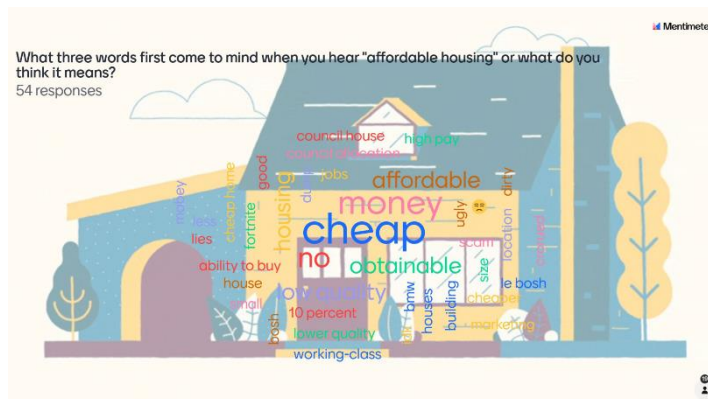 Mentimete
What three words first come to mind when you hear "affordable housing" or what do you
think it means?
54 responses
council house
high pay
council allocation
good
cheap home
jobs
affordable
dirty
housing
money
ugly
fortnite
less
cheap
location
lies
scam
no
obtainable
size
ability to buy
house
low quality
le bosh
small
bmw
houses
building
cheaper
10 percent
bosh
marketing
lower quality
working-class